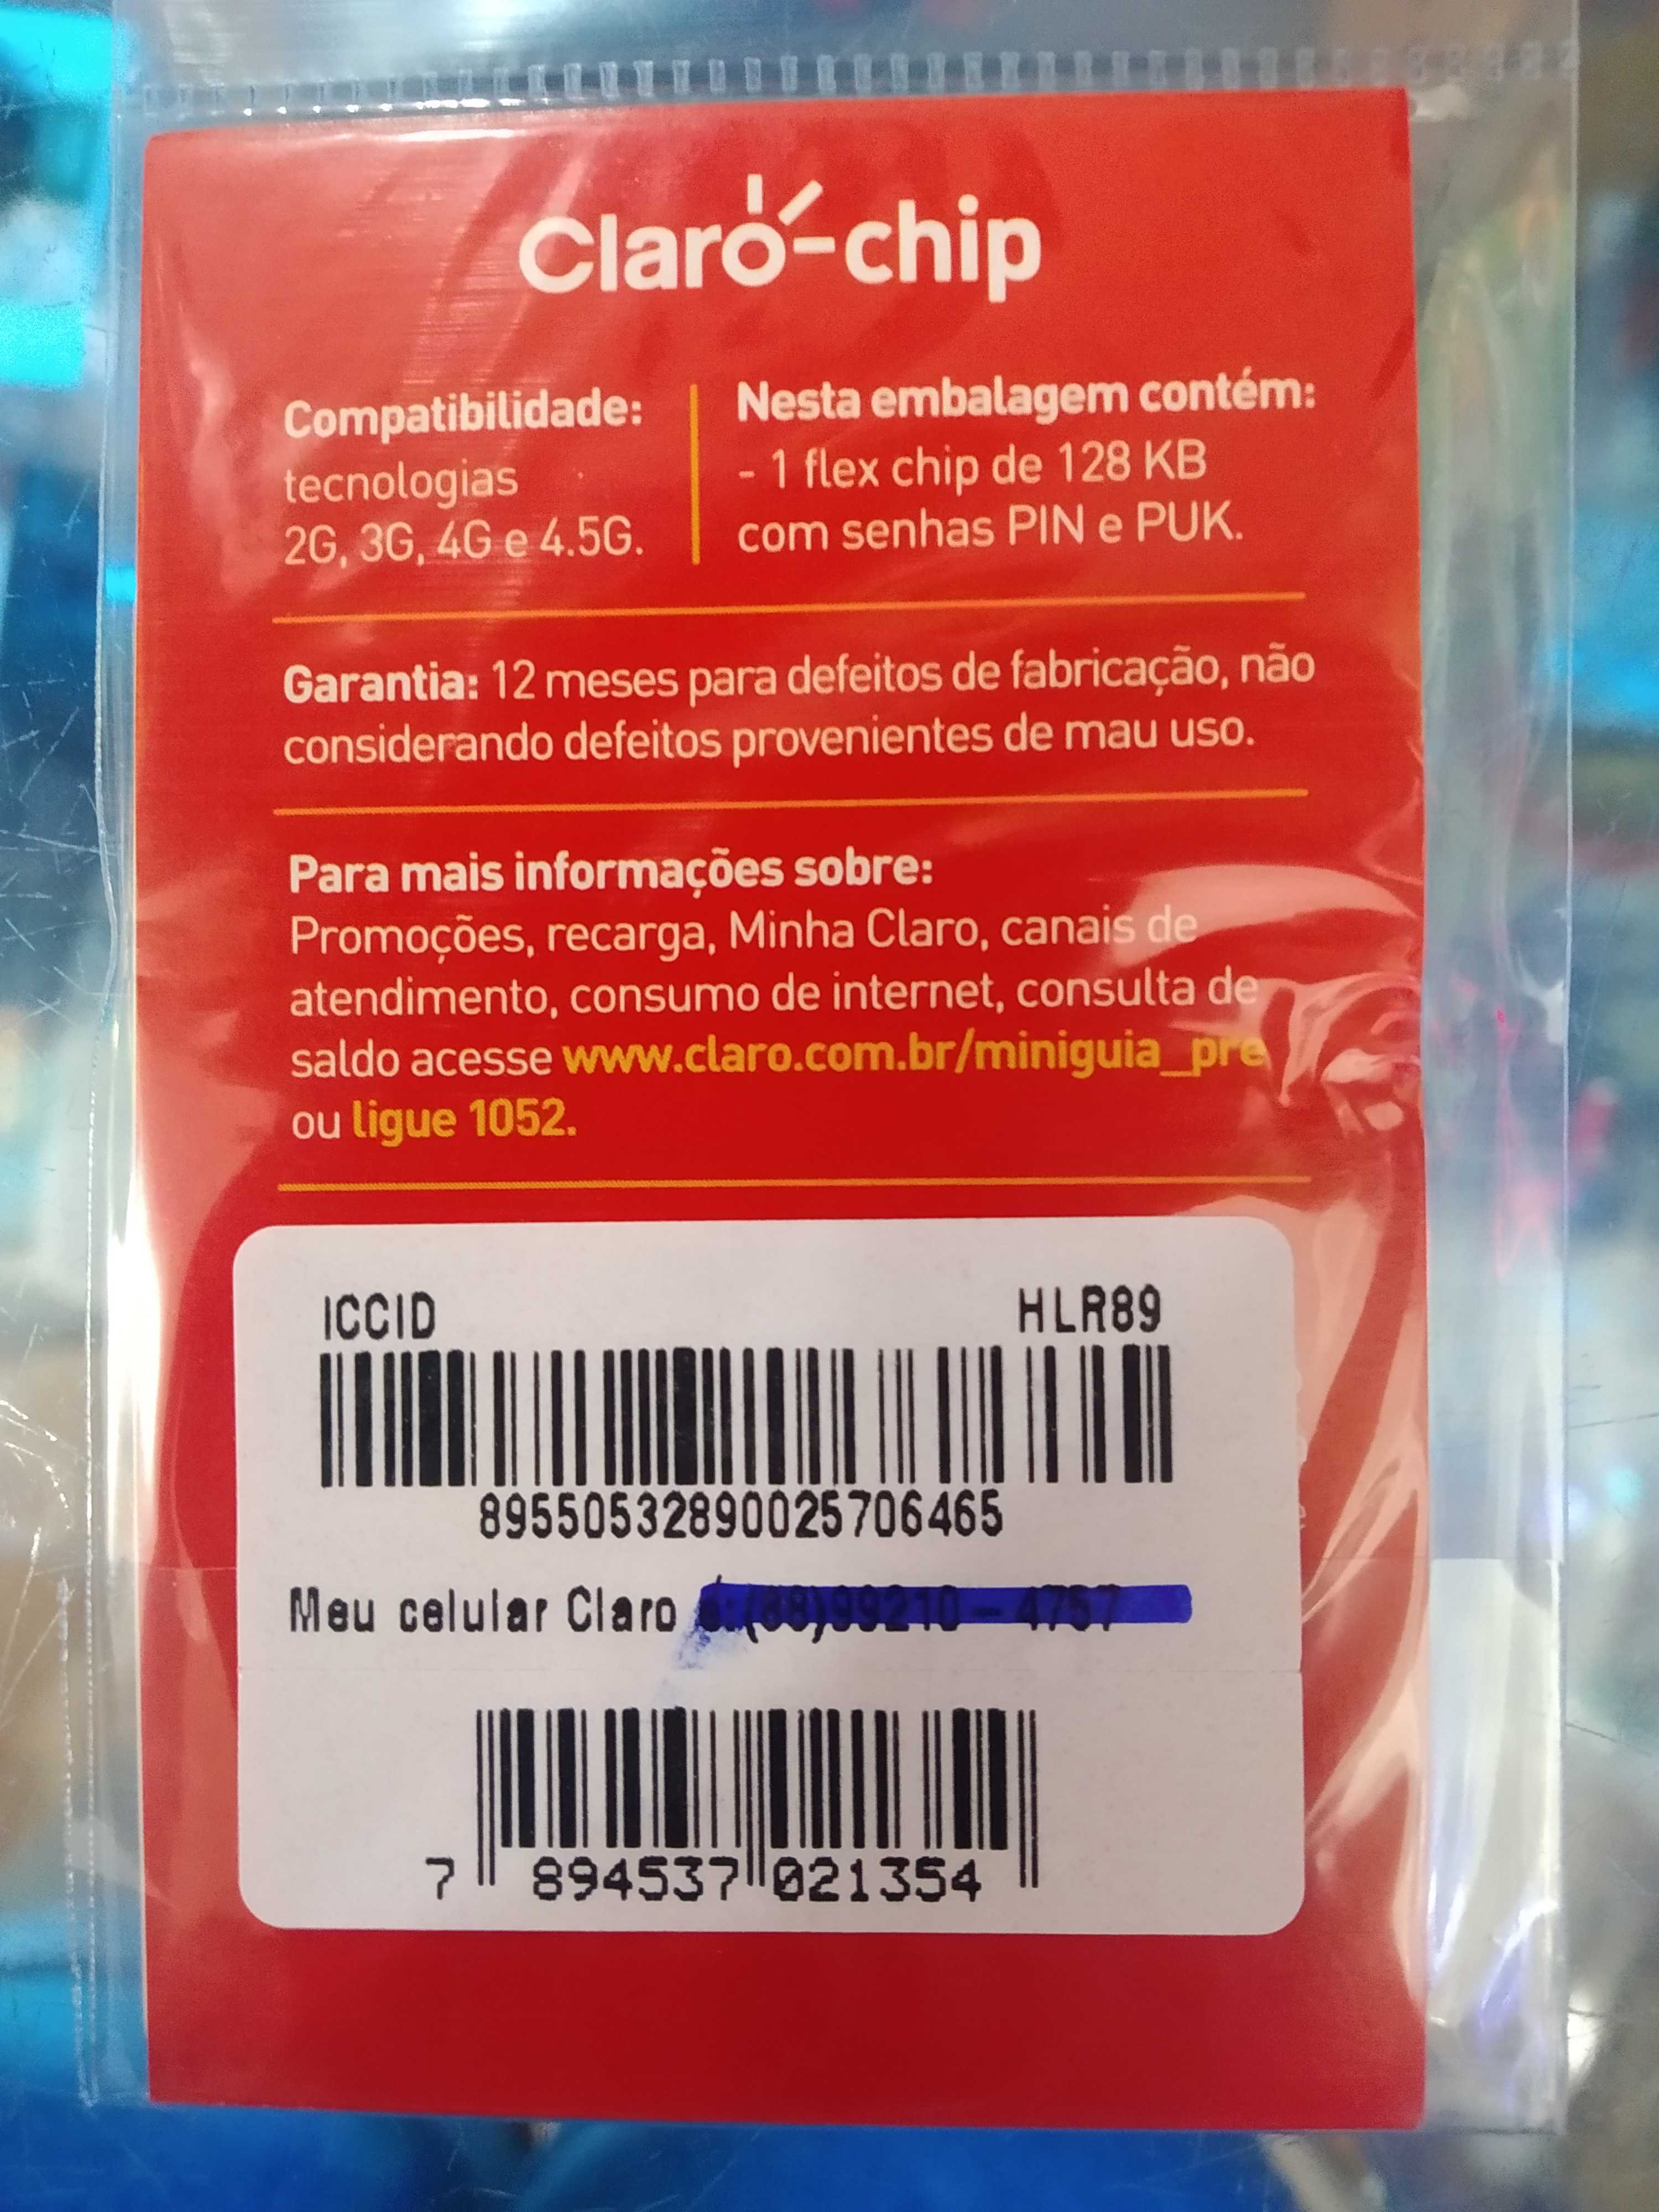 Claro-chip
Compatibilidade:
tecnologias
2G, 3G, 4G e 4.5G.
Nesta embalagem contém:
- 1 flex chip de 128 KB
com senhas PIN e PUK.
Garantia: 12 meses para defeitos de fabricação, não
considerando defeitos provenientes de mau uso.
Para mais informações sobre:
Promoções, recarga, Minha Claro, canais de
atendimento, consumo de internet, consulta de
saldo acesse www.claro.com.br/miniguia_pre
ou ligue 1052.
ICCID HLR89
89550532890025706465
Meu celular Claro
7 894537 021354